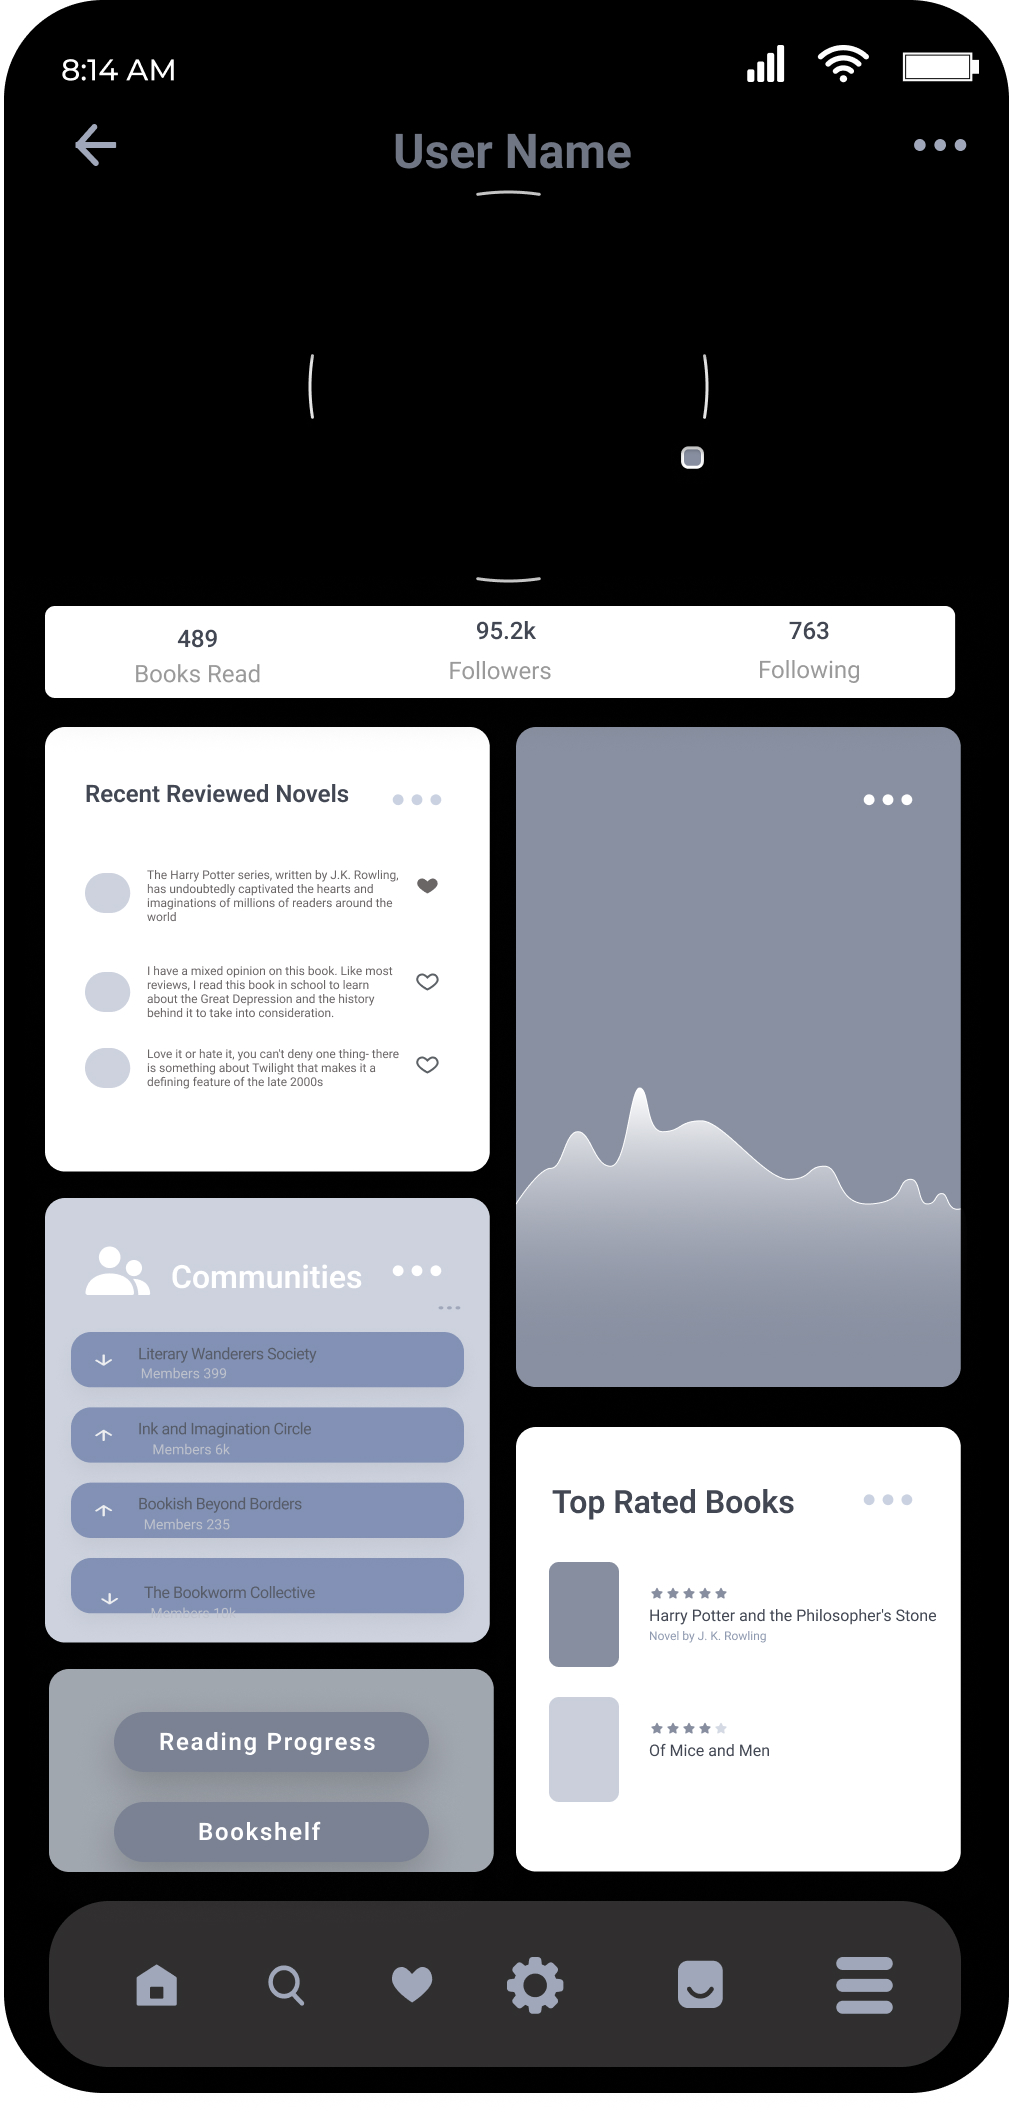 8:14 AM
User Name
489
Books Read
95.2k
Followers
763
Following
Recent Reviewed Novels
The Harry Potter series, written by J.K. Rowling,
has undoubtedly captivated the hearts and
imaginations of millions of readers around the
world
I have a mixed opinion on this book. Like most
reviews, I read this book in school to learn
about the Great Depression and the history
behind it to take into consideration.
Love it or hate it, you can't deny one thing- there
is something about Twilight that makes it a
defining feature of the late 2000s
Communities
Literary Wanderers Society
Members 399
Ink and Imagination Circle
Members 6k
Bookish Beyond Borders
Members 235
The Bookworm Collective
Members 10k
Top Rated Books
Harry Potter and the Philosopher's Stone
Novel by J. K. Rowling
Of Mice and Men
Reading Progress
Bookshelf